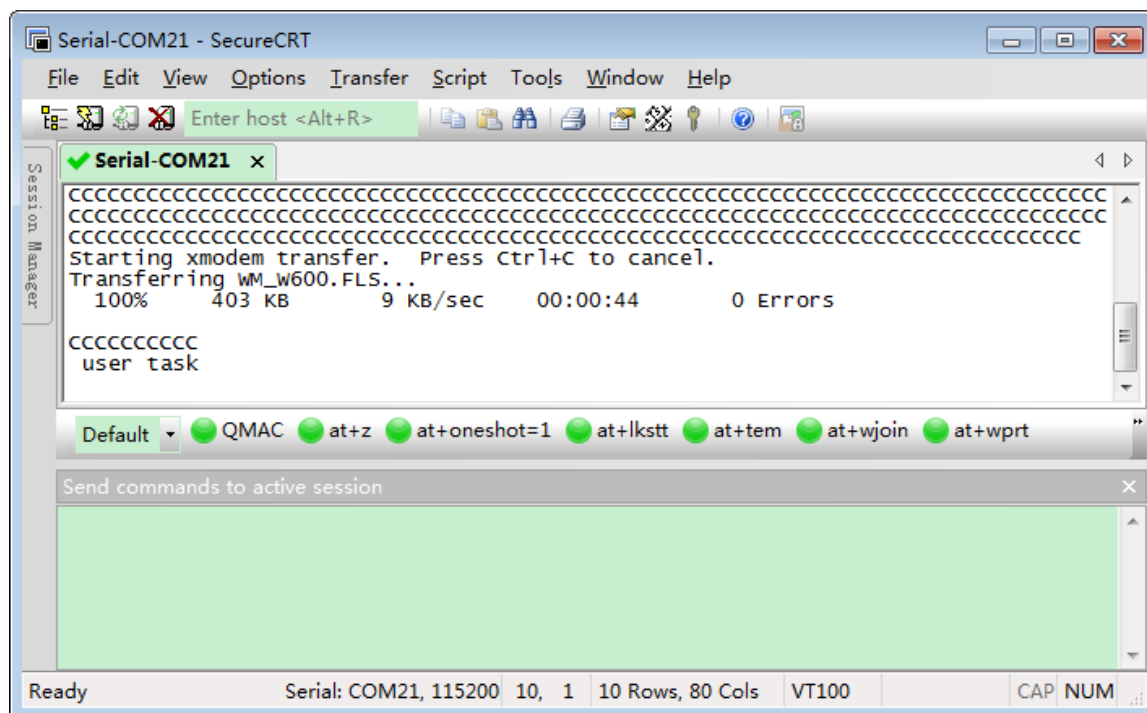 Serial-COM21 - SecureCRT
File Edit View Options Transfer Script Tools Window Help
Enter host <Alt+R>
Session Manager
Serial-COM21 ×
CCCCCCCCCCCCCCCCCCCCCCCCCCCCCCCCCCCCCCCCCCCCCCCCCCCCCCCCCCCCCCCCCCCCCCCCCCCCCCCC
CCCCCCCCCCCCCCCCCCCCCCCCCCCCCCCCCCCCCCCCCCCCCCCCCCCCCCCCCCCCCCCCCCCCCCCCCCCCCCCC
CCCCCCCCCCCCCCCCCCCCCCCCCCCCCCCCCCCCCCCCCCCCCCCCCCCCCCCCCCCCCCCCCCCCCCCCCCCCCC
Starting xmodem transfer.  Press Ctrl+C to cancel.
Transferring WM_W600.FLS...
100% 403 KB 9 KB/sec 00:00:44 0 Errors
CCCCCCCCCC
user task
Default QMAC at+z at+oneshot=1 at+lkstt at+tem at+wjoin at+wprt
Send commands to active session
Ready Serial: COM21, 115200 10, 1 10 Rows, 80 Cols VT100 CAP NUM